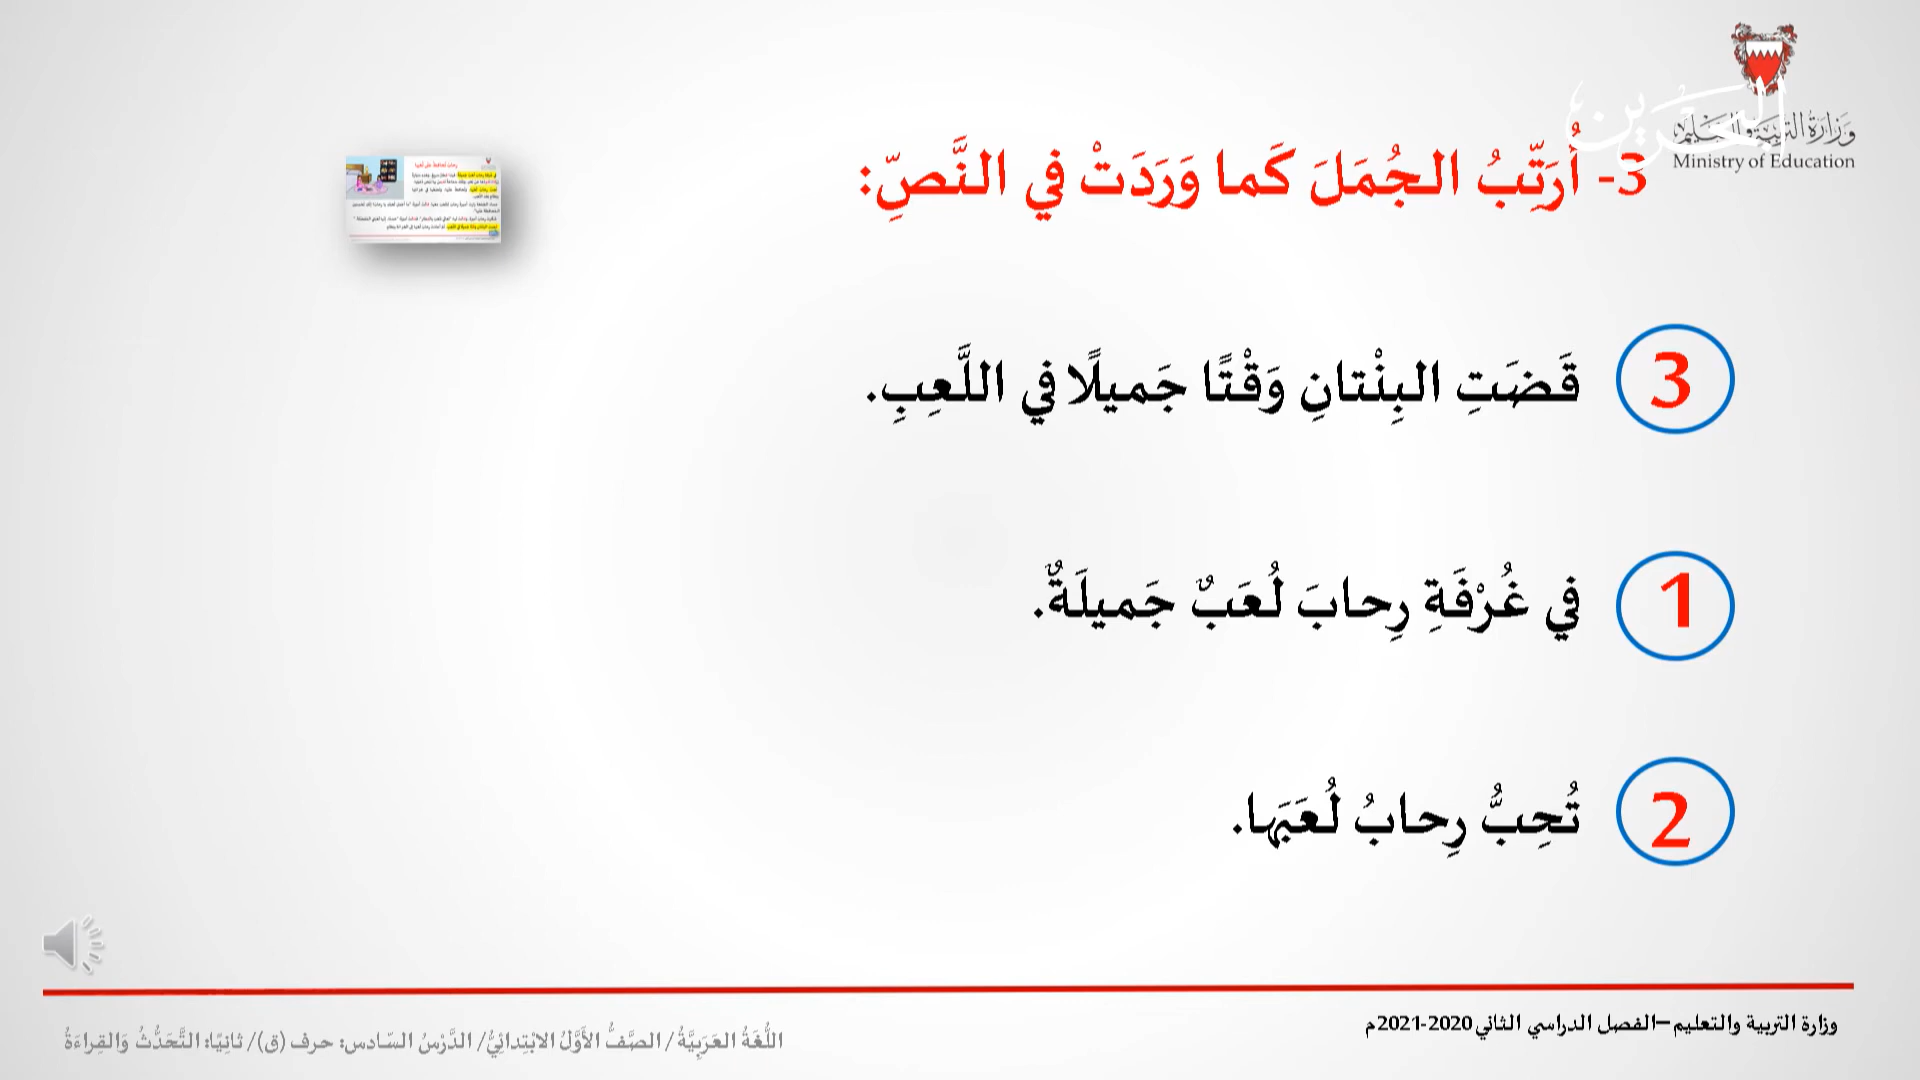 البحرين
وزارة التربية والتعليم
Ministry of Education
3- أُرَتِّبُ الجُمَلَ كَما وَرَدَتْ في النَّصِّ:
3 قَضَتِ البِنْتانِ وَقْتًا جَميلًا في اللَّعِبِ.
1 في غُرْفَةِ رِحابَ لُعَبٌ جَميلَةٌ.
2 تُحِبُّ رِحابُ لُعَبَها.
وزارة التربية والتعليم –الفصل الدراسي الثاني 2020-2021م
اللُّغَةُ العَرَبِيَّةُ/ الصَّفُّ الأَوَّلُ الابْتِدائِيُّ/ الدَّرْسُ السّادس: حرف (ق)/ ثانِيًا: التَّحَدُّثُ وَالقِراءَةُ